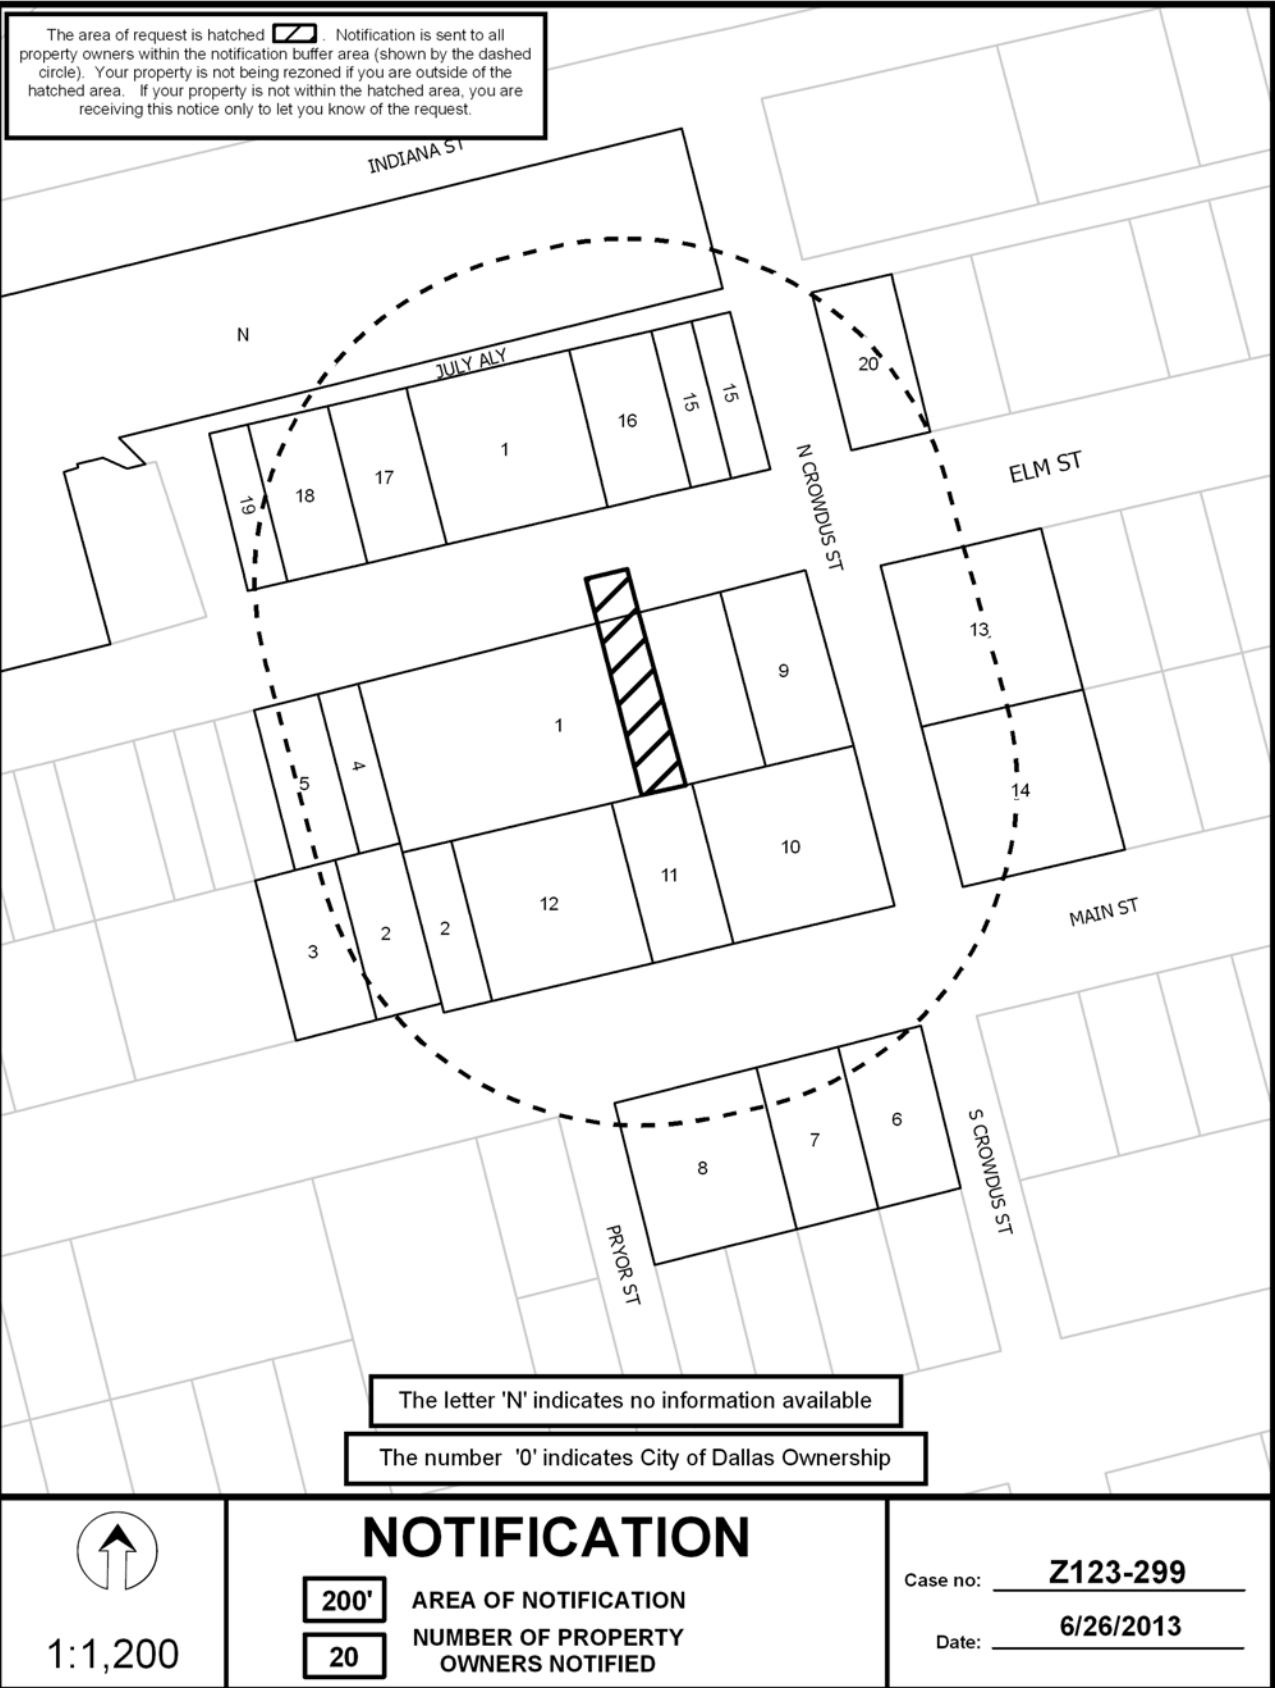 The area of request is hatched . Notification is sent to all
property owners within the notification buffer area (shown by the dashed
circle). Your property is not being rezoned if you are outside of the
hatched area. If your property is not within the hatched area, you are
receiving this notice only to let you know of the request.
INDIANA ST
N
JULY ALY
20
15
15
16
1
17
18
19
N CROWDUS ST
ELM ST
13
9
1
4
5
14
10
11
12
2
2
3
MAIN ST
6
7
8
S CROWDUS ST
PRYOR ST
The letter 'N' indicates no information available
The number '0' indicates City of Dallas Ownership
1:1,200
NOTIFICATION
200' AREA OF NOTIFICATION
20 NUMBER OF PROPERTY
OWNERS NOTIFIED
Case no: Z123-299
Date: 6/26/2013